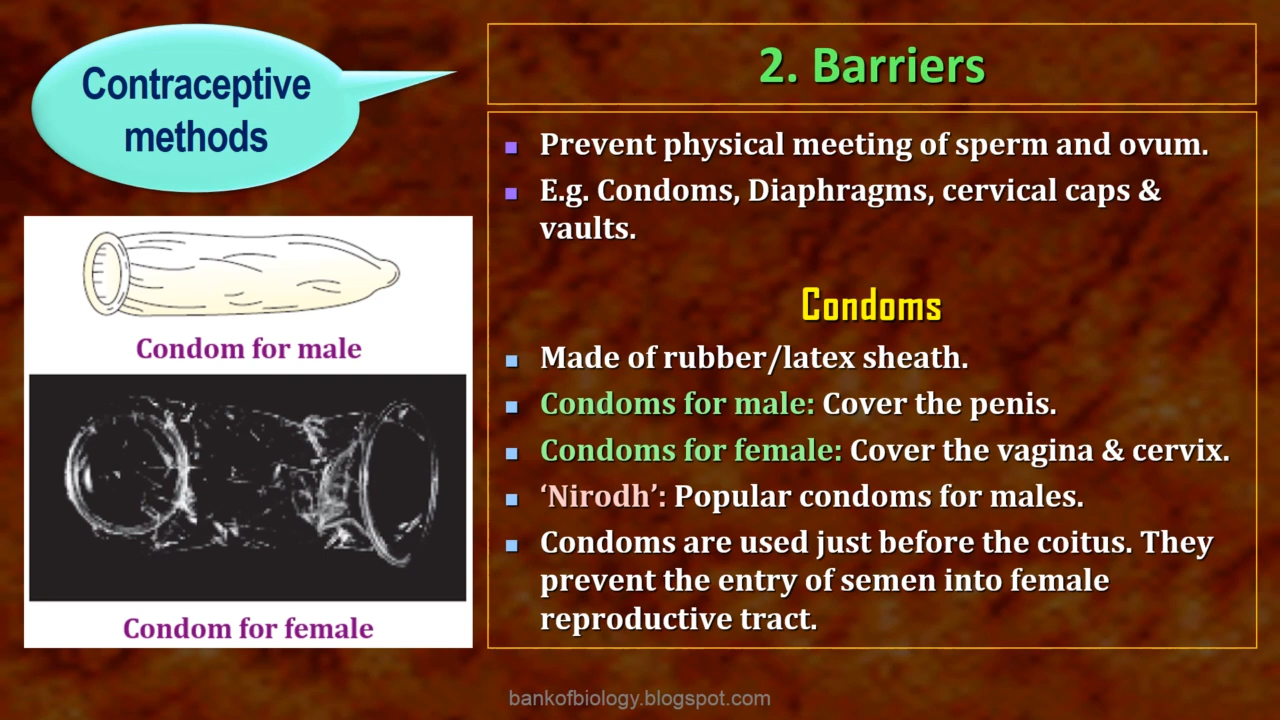 Contraceptive
methods
2. Barriers
Prevent physical meeting of sperm and ovum.
E.g. Condoms, Diaphragms, cervical caps &
vaults.
Condoms
Made of rubber/latex sheath.
Condoms for male: Cover the penis.
Condoms for female: Cover the vagina & cervix.
‘Nirodh’: Popular condoms for males.
Condoms are used just before the coitus. They
prevent the entry of semen into female
reproductive tract.
Condom for male
Condom for female
bankofbiology.blogspot.com